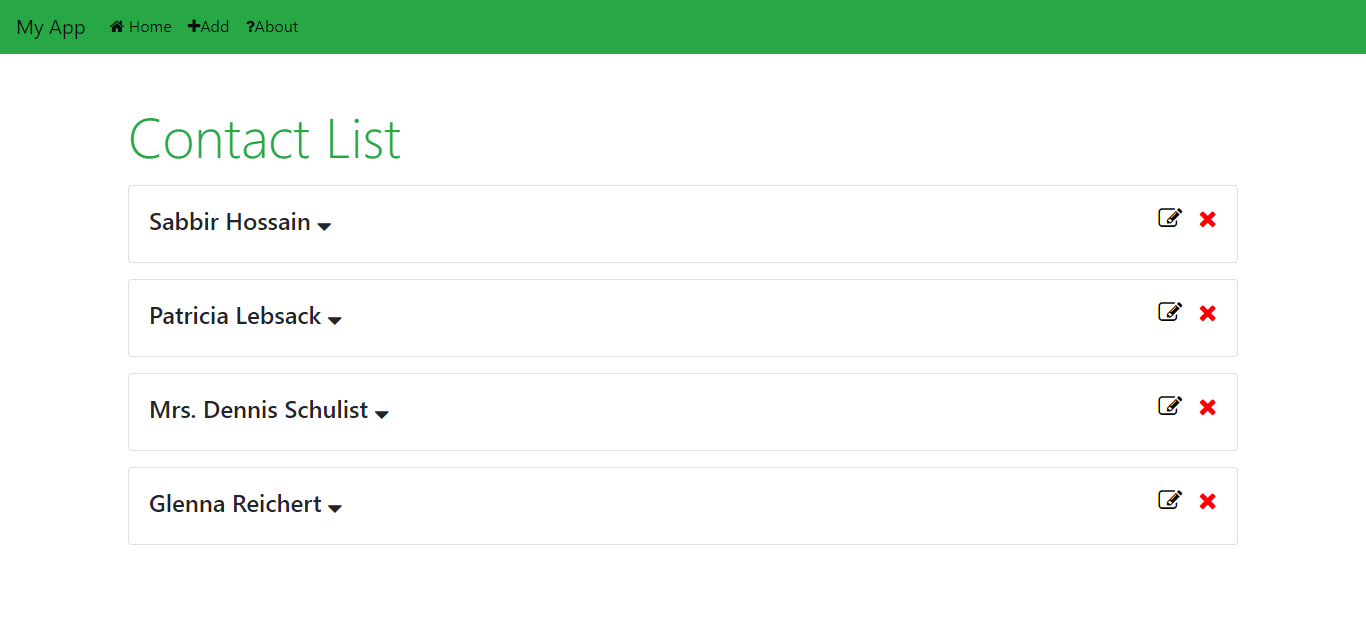 My App Home +Add ?About
Contact List
Sabbir Hossain
Patricia Lebsack
Mrs. Dennis Schulist
Glenna Reichert